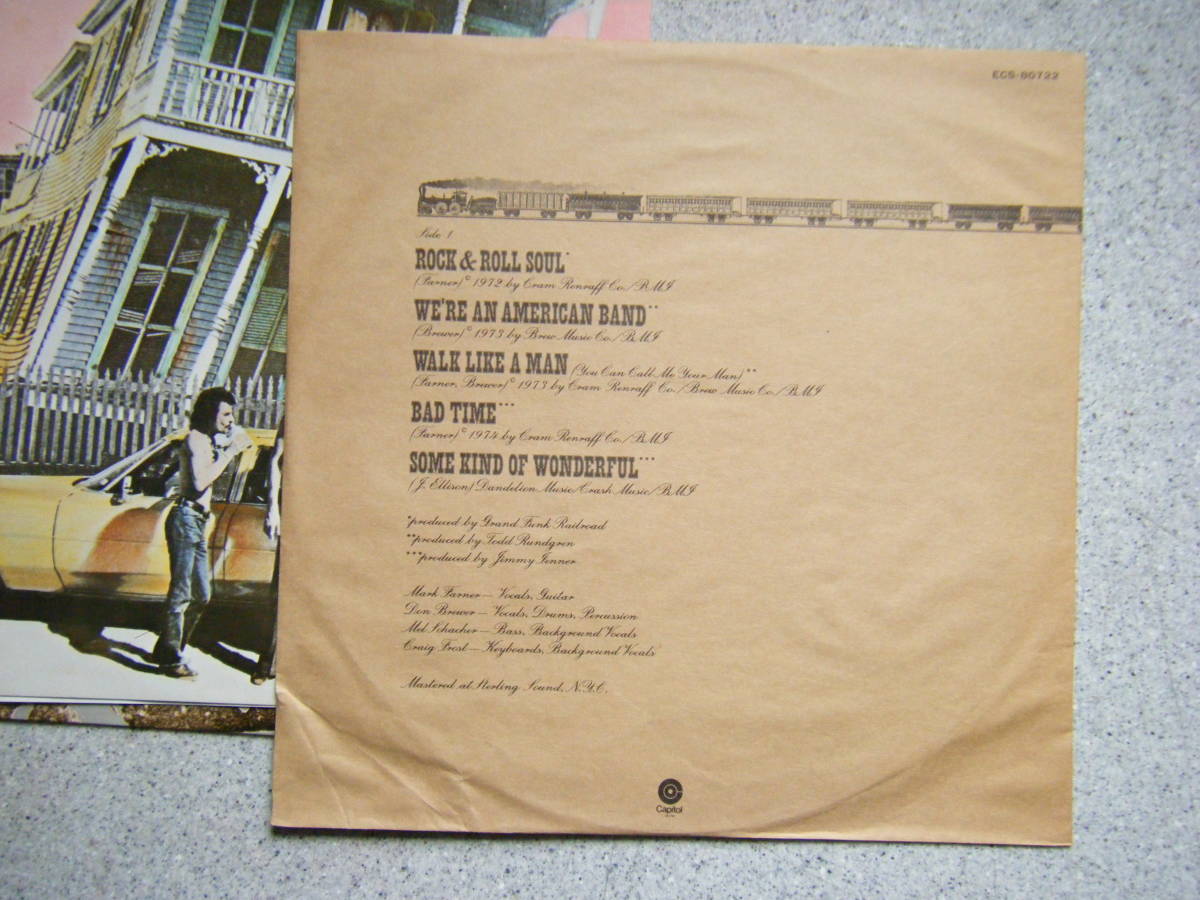 ECS-80722
Side 1
ROCK & ROLL SOUL*
(Farner) © 1972 by Cram Renraff Co./BMI
WE'RE AN AMERICAN BAND**
(Brewer) © 1973 by Brew Music Co./BMI
WALK LIKE A MAN (You Can Call Me Your Man)**
(Farner, Brewer) © 1973 by Cram Renraff Co./Brew Music Co./BMI
BAD TIME***
(Farner) © 1974 by Cram Renraff Co./BMI
SOME KIND OF WONDERFUL***
(J. Ellison) Dandelion Music/Crash Music/BMI
*produced by Grand Funk Railroad
**produced by Todd Rundgren
***produced by Jimmy Ienner
Mark Farner—Vocals, Guitar
Don Brewer—Vocals, Drums, Percussion
Mel Schacher—Bass, Background Vocals
Craig Frost—Keyboards, Background Vocals
Mastered at Sterling Sound, N.Y.C.
Capitol